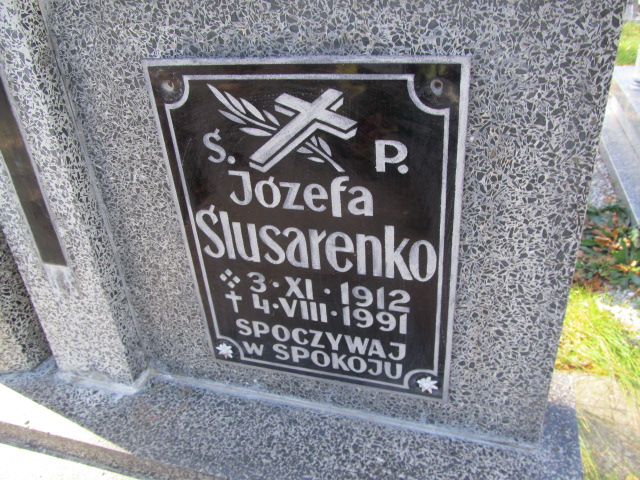 Ś. P.
Józefa
Ślusarenko
3·XI·1912
✝ 4·VIII·1991
SPOCZYWAJ
W SPOKOJU